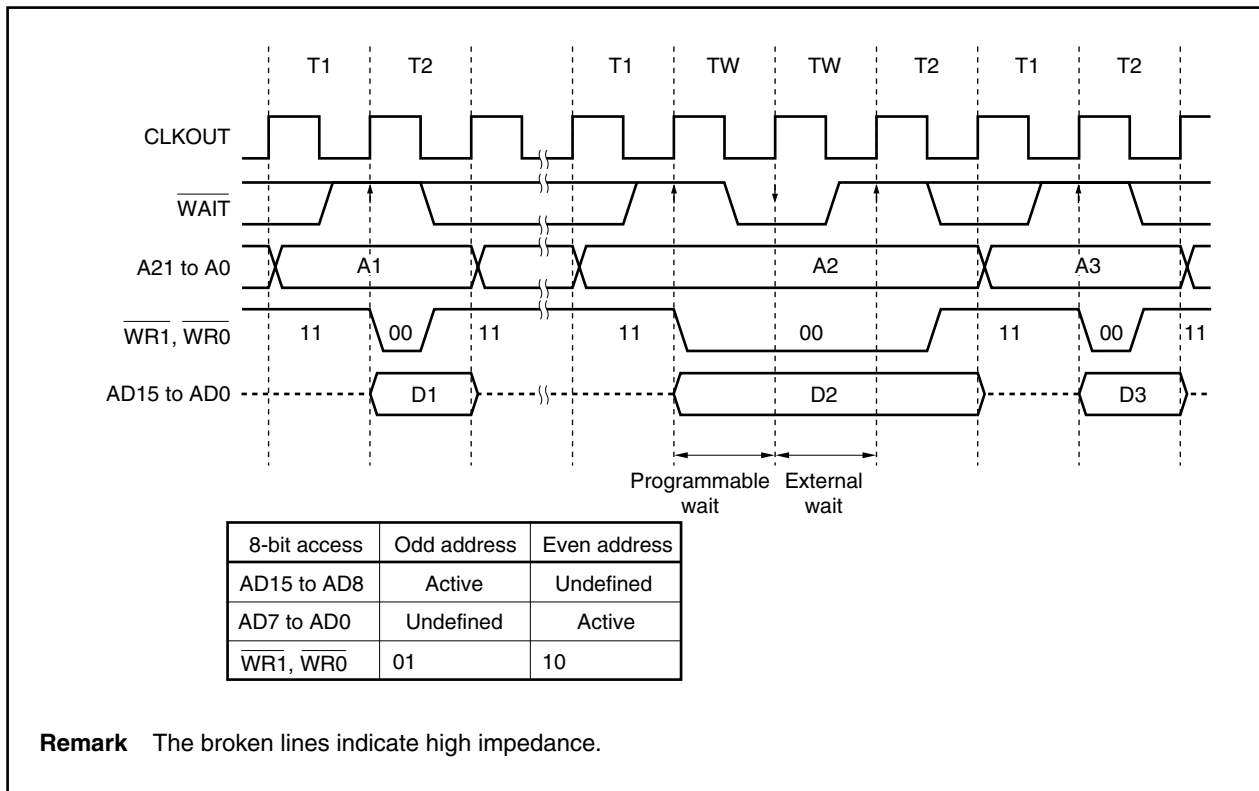 T1 T2 T1 TW TW T2 T1 T2
CLKOUT
WAIT
A21 to A0 A1 A2 A3
WR1, WR0 11 00 11 11 00 11 00 11
AD15 to AD0 D1 D2 D3
Programmable wait
External wait
8-bit access Odd address Even address
AD15 to AD8 Active Undefined
AD7 to AD0 Undefined Active
WR1, WR0 01 10
Remark The broken lines indicate high impedance.